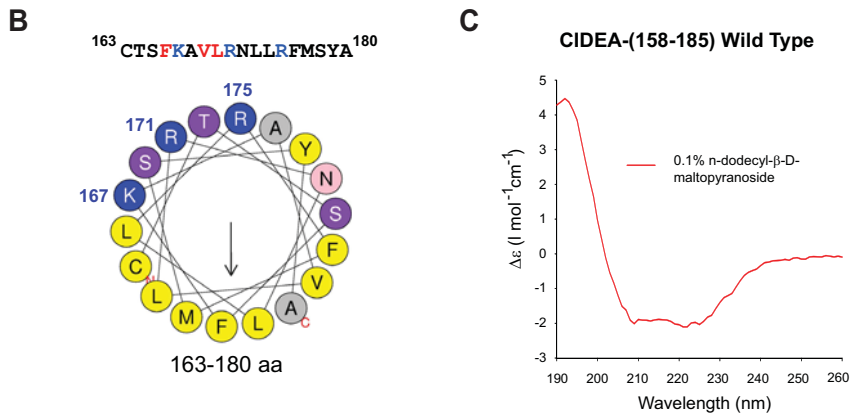 B
163CTSFKAVLRNLLRFMSYA180
175
171
167
T
R
A
Y
N
S
F
V
A
C
L
F
M
L
N
C
L
K
S
R
163-180 aa
C
CIDEA-(158-185) Wild Type
0.1% n-dodecyl-β-D-
maltopyranoside
Δε (l mol⁻¹cm⁻¹)
5
4
3
2
1
0
-1
-2
-3
190 200 210 220 230 240 250 260
Wavelength (nm)